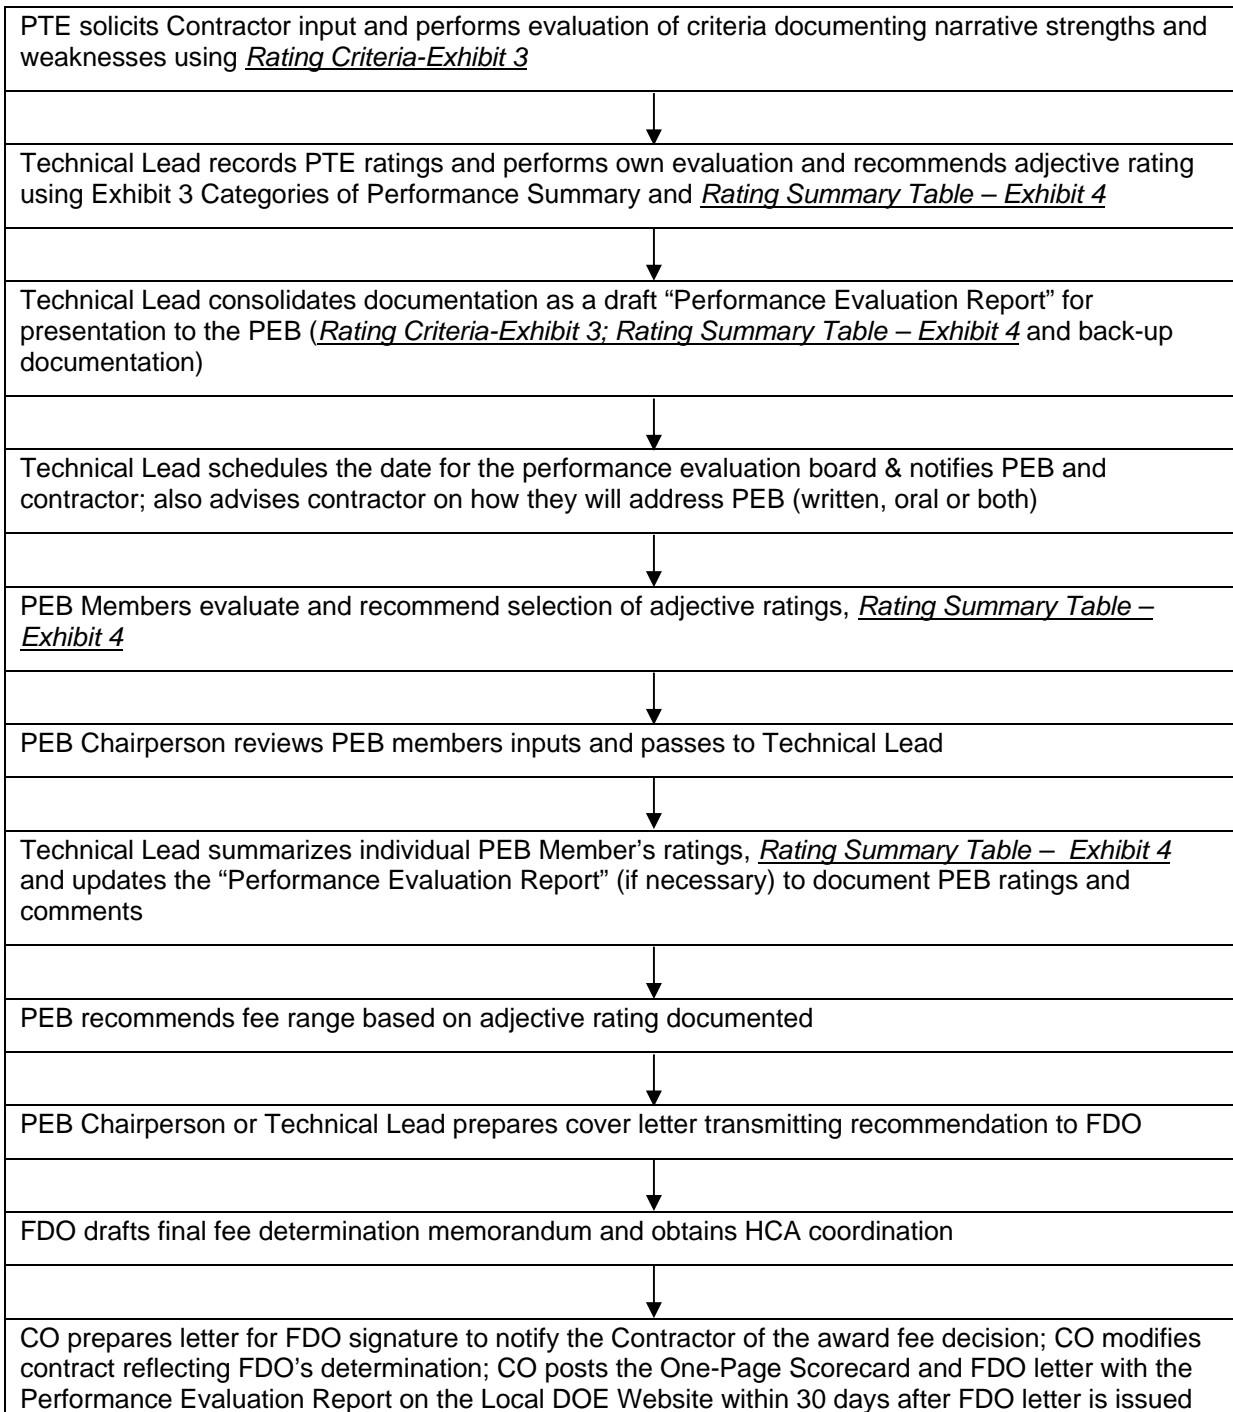 PTE solicits Contractor input and performs evaluation of criteria documenting narrative strengths and
weaknesses using Rating Criteria-Exhibit 3
Technical Lead records PTE ratings and performs own evaluation and recommends adjective rating
using Exhibit 3 Categories of Performance Summary and Rating Summary Table – Exhibit 4
Technical Lead consolidates documentation as a draft “Performance Evaluation Report” for
presentation to the PEB (Rating Criteria-Exhibit 3; Rating Summary Table – Exhibit 4 and back-up
documentation)
Technical Lead schedules the date for the performance evaluation board & notifies PEB and
contractor; also advises contractor on how they will address PEB (written, oral or both)
PEB Members evaluate and recommend selection of adjective ratings, Rating Summary Table –
Exhibit 4
PEB Chairperson reviews PEB members inputs and passes to Technical Lead
Technical Lead summarizes individual PEB Member’s ratings, Rating Summary Table – Exhibit 4
and updates the “Performance Evaluation Report” (if necessary) to document PEB ratings and
comments
PEB recommends fee range based on adjective rating documented
PEB Chairperson or Technical Lead prepares cover letter transmitting recommendation to FDO
FDO drafts final fee determination memorandum and obtains HCA coordination
CO prepares letter for FDO signature to notify the Contractor of the award fee decision; CO modifies
contract reflecting FDO’s determination; CO posts the One-Page Scorecard and FDO letter with the
Performance Evaluation Report on the Local DOE Website within 30 days after FDO letter is issued